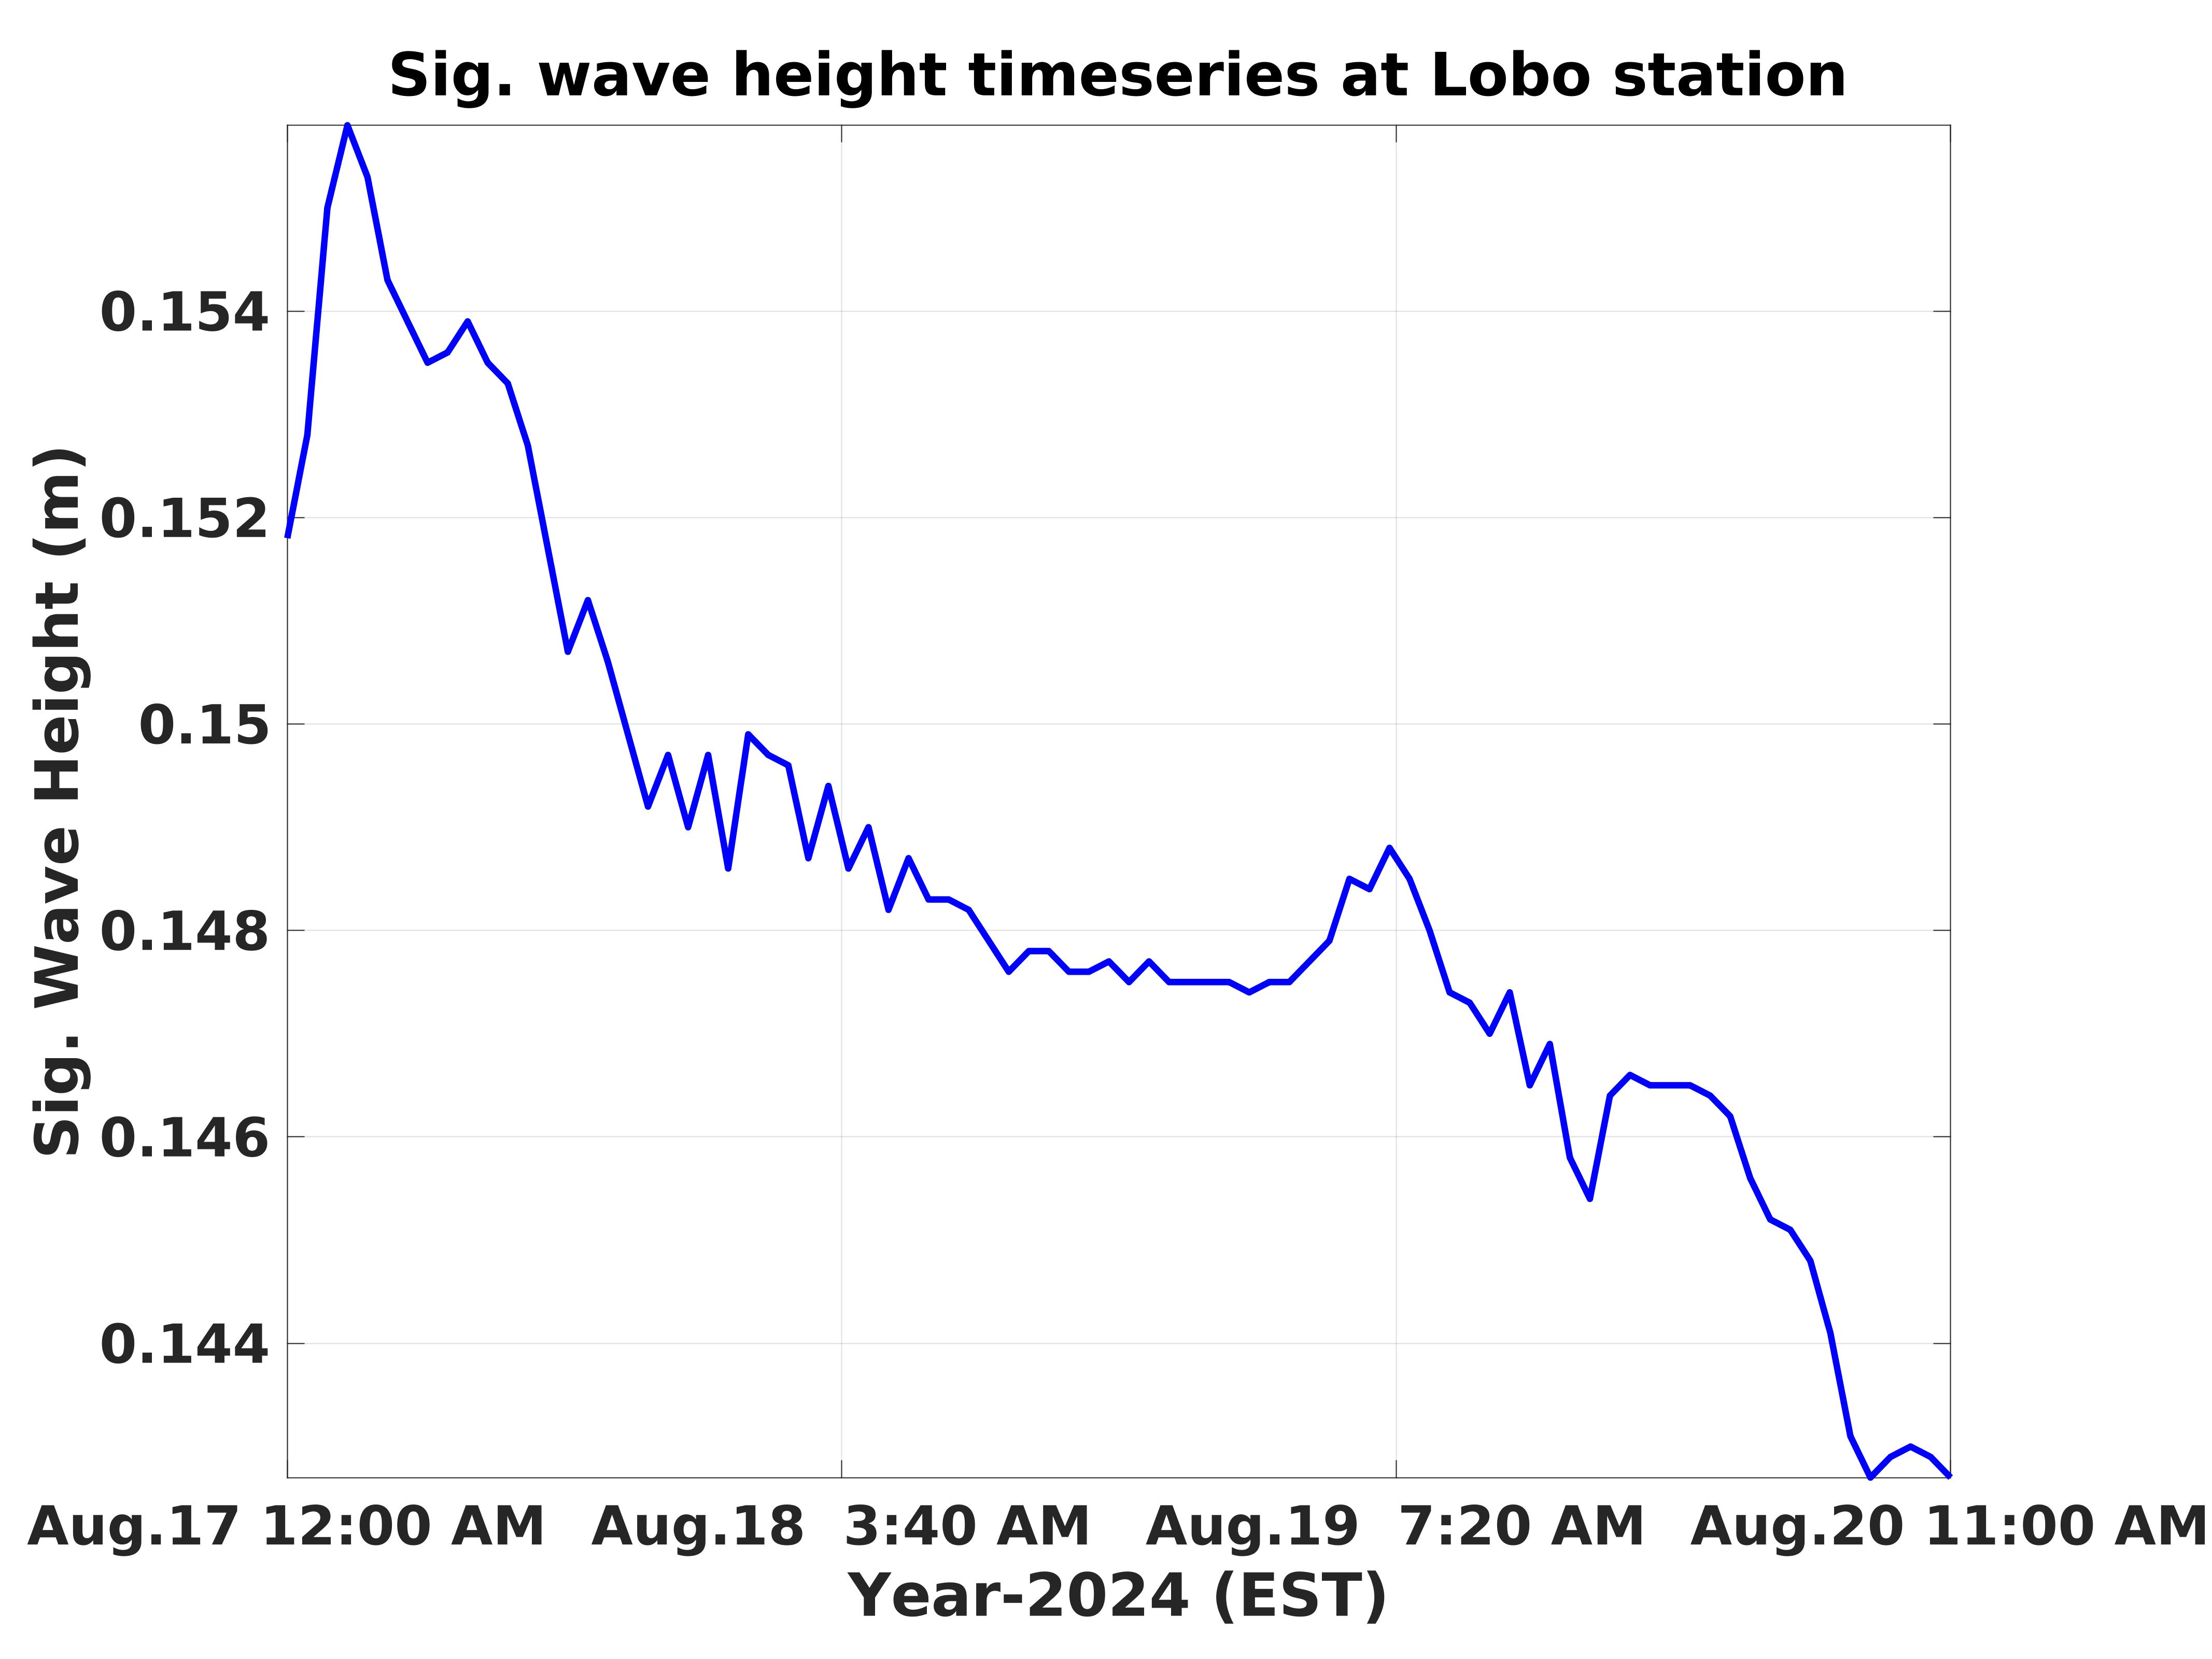 Sig. wave height timeseries at Lobo station
Sig. Wave Height (m)
0.154
0.152
0.15
0.148
0.146
0.144
Aug.17 12:00 AM Aug.18 3:40 AM Aug.19 7:20 AM Aug.20 11:00 AM
Year-2024 (EST)